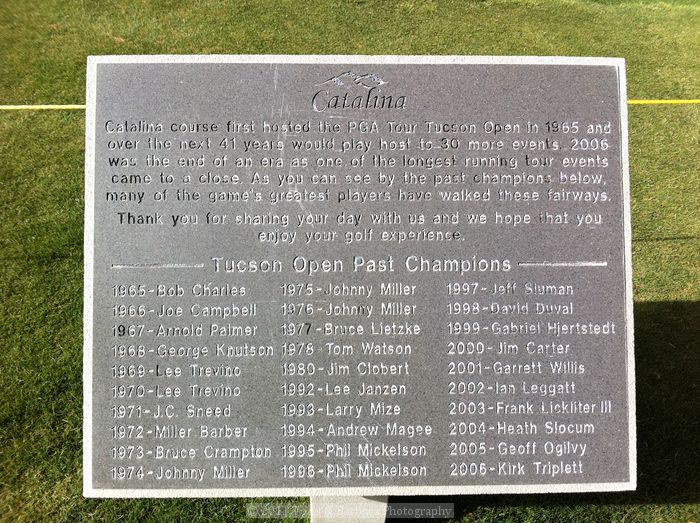 Catalina
Catalina course first hosted the PGA Tour Tucson Open in 1965 and
over the next 41 years would play host to 30 more events. 2006
was the end of an era as one of the longest running tour events
came to a close. As you can see by the past champions below,
many of the game's greatest players have walked these fairways.
Thank you for sharing your day with us and we hope that you
enjoy your golf experience.
Tucson Open Past Champions
1965-Bob Charles
1966-Joe Campbell
1967-Arnold Palmer
1968-George Knutson
1969-Lee Trevino
1970-Lee Trevino
1971-J.C. Sneed
1972-Miller Barber
1973-Bruce Crampton
1974-Johnny Miller
1975-Johnny Miller
1976-Johnny Miller
1977-Bruce Lietzke
1978-Tom Watson
1980-Jim Clobert
1992-Lee Janzen
1993-Larry Mize
1994-Andrew Magee
1995-Phil Mickelson
1996-Phil Mickelson
1997-Jeff Sluman
1998-David Duval
1999-Gabriel Hjertstedt
2000-Jim Carter
2001-Garrett Willis
2002-Ian Leggatt
2003-Frank Lickliter III
2004-Heath Slocum
2005-Geoff Ogilvy
2006-Kirk Triplett
Photography